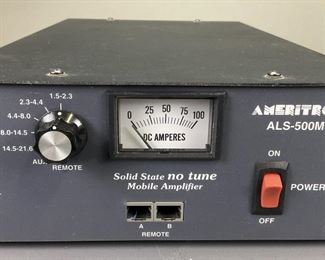 1.5-2.3
2.3-4.4
4.4-8.0
8.0-14.5
14.5-21.6
AUX
REMOTE
0 25 50 75 100
DC AMPERES
AMERITRO
ALS-500M
ON
POWER
OFF
Solid State no tune
Mobile Amplifier
A B
REMOTE